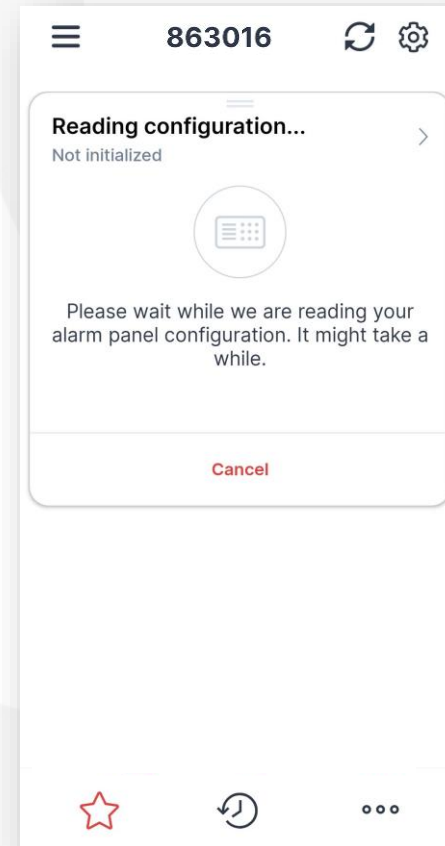 863016
Reading configuration...
Not initialized
Please wait while we are reading your
alarm panel configuration. It might take a
while.
Cancel